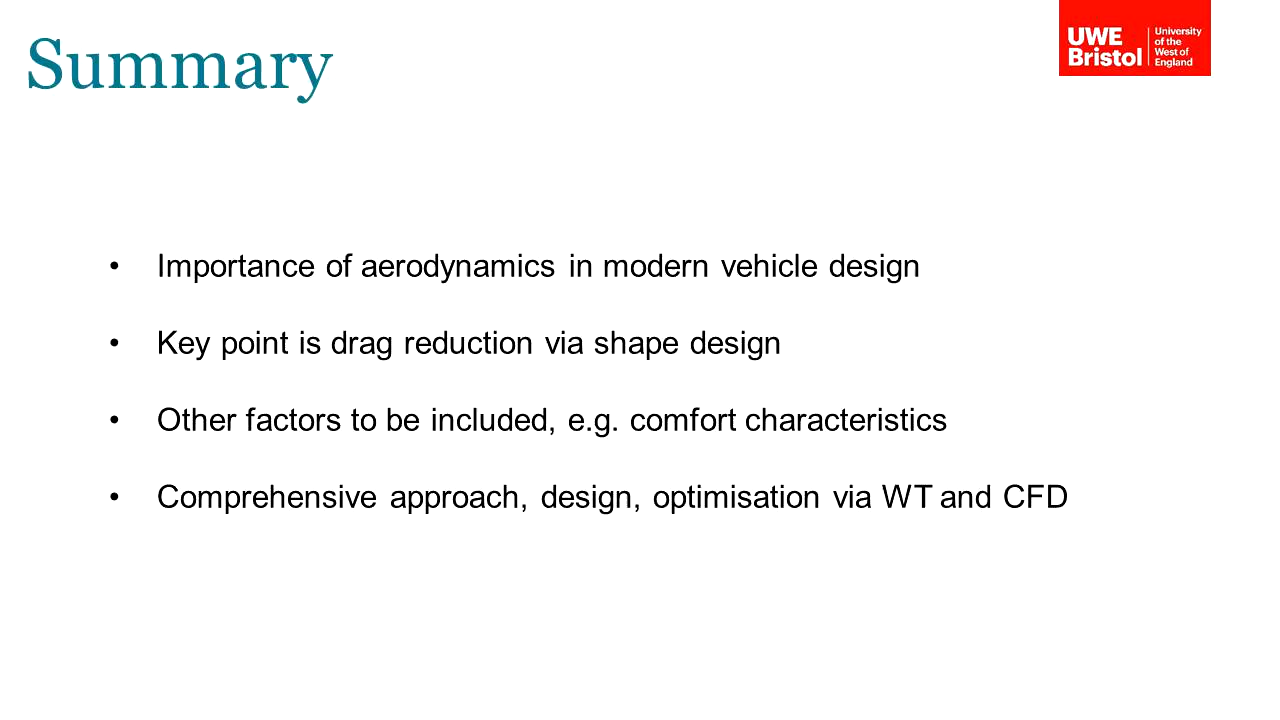 Summary
UWE
Bristol
University
of the
West of
England
• Importance of aerodynamics in modern vehicle design
• Key point is drag reduction via shape design
• Other factors to be included, e.g. comfort characteristics
• Comprehensive approach, design, optimisation via WT and CFD